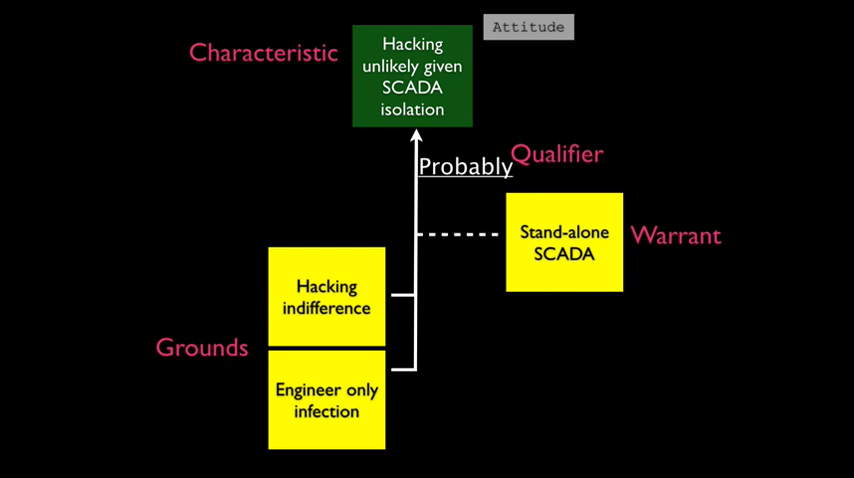 Attitude
Characteristic
Hacking
unlikely given
SCADA
isolation
Probably
Qualifier
Stand-alone
SCADA
Warrant
Hacking
indifference
Grounds
Engineer only
infection